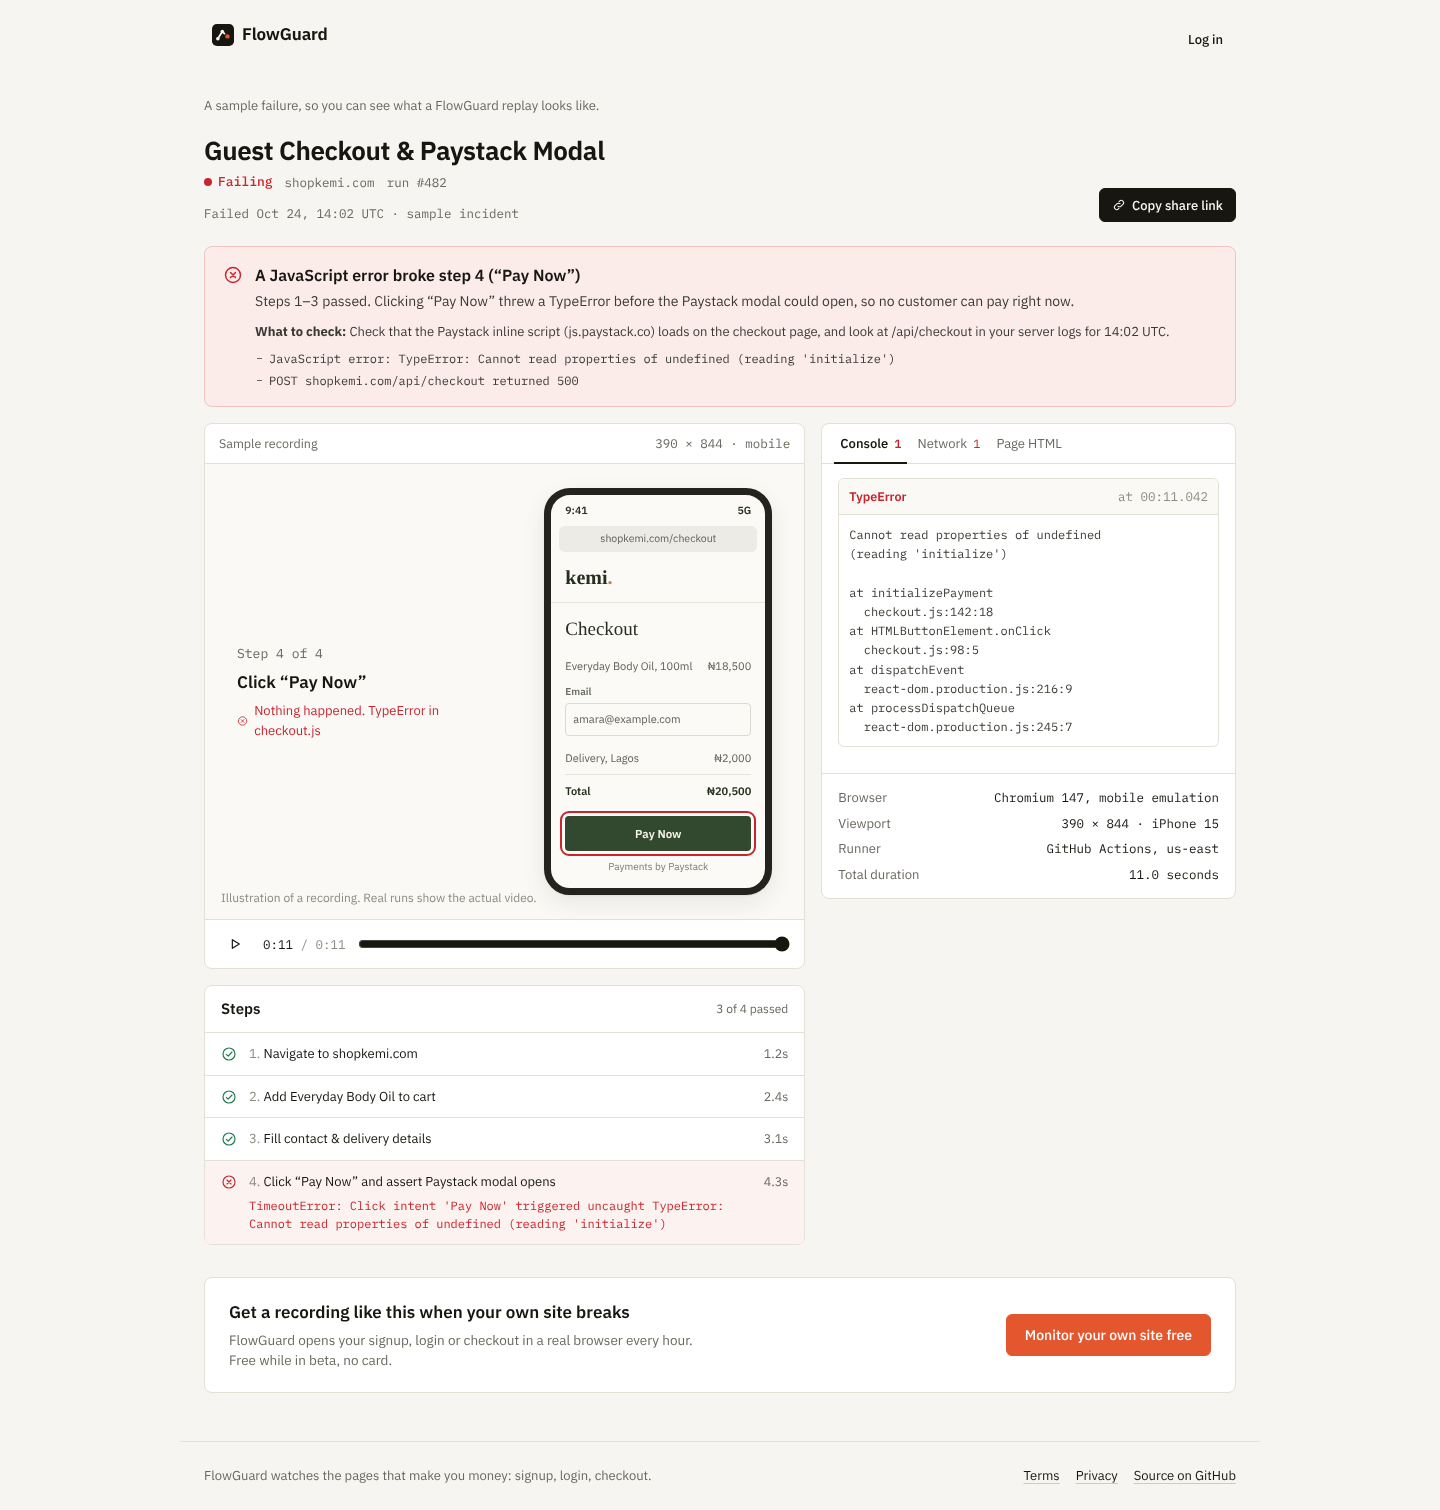 FlowGuard
Log in
A sample failure, so you can see what a FlowGuard replay looks like.
Guest Checkout & Paystack Modal
Failing shopkemi.com run #482
Failed Oct 24, 14:02 UTC · sample incident
Copy share link
A JavaScript error broke step 4 (“Pay Now”)
Steps 1–3 passed. Clicking “Pay Now” threw a TypeError before the Paystack modal could open, so no customer can pay right now.
What to check: Check that the Paystack inline script (js.paystack.co) loads on the checkout page, and look at /api/checkout in your server logs for 14:02 UTC.
– JavaScript error: TypeError: Cannot read properties of undefined (reading 'initialize')
– POST shopkemi.com/api/checkout returned 500
Sample recording
390 × 844 · mobile
Step 4 of 4
Click “Pay Now”
Nothing happened. TypeError in
checkout.js
Illustration of a recording. Real runs show the actual video.
9:41 5G
shopkemi.com/checkout
kemi.
Checkout
Everyday Body Oil, 100ml ₦18,500
Email
amara@example.com
Delivery, Lagos ₦2,000
Total ₦20,500
Pay Now
Payments by Paystack
0:11 / 0:11
Console 1 Network 1 Page HTML
TypeError at 00:11.042
Cannot read properties of undefined
(reading 'initialize')
at initializePayment
checkout.js:142:18
at HTMLButtonElement.onClick
checkout.js:98:5
at dispatchEvent
react-dom.production.js:216:9
at processDispatchQueue
react-dom.production.js:245:7
Browser Chromium 147, mobile emulation
Viewport 390 × 844 · iPhone 15
Runner GitHub Actions, us-east
Total duration 11.0 seconds
Steps 3 of 4 passed
1. Navigate to shopkemi.com 1.2s
2. Add Everyday Body Oil to cart 2.4s
3. Fill contact & delivery details 3.1s
4. Click “Pay Now” and assert Paystack modal opens 4.3s
TimeoutError: Click intent 'Pay Now' triggered uncaught TypeError:
Cannot read properties of undefined (reading 'initialize')
Get a recording like this when your own site breaks
FlowGuard opens your signup, login or checkout in a real browser every hour.
Free while in beta, no card.
Monitor your own site free
FlowGuard watches the pages that make you money: signup, login, checkout.
Terms Privacy Source on GitHub